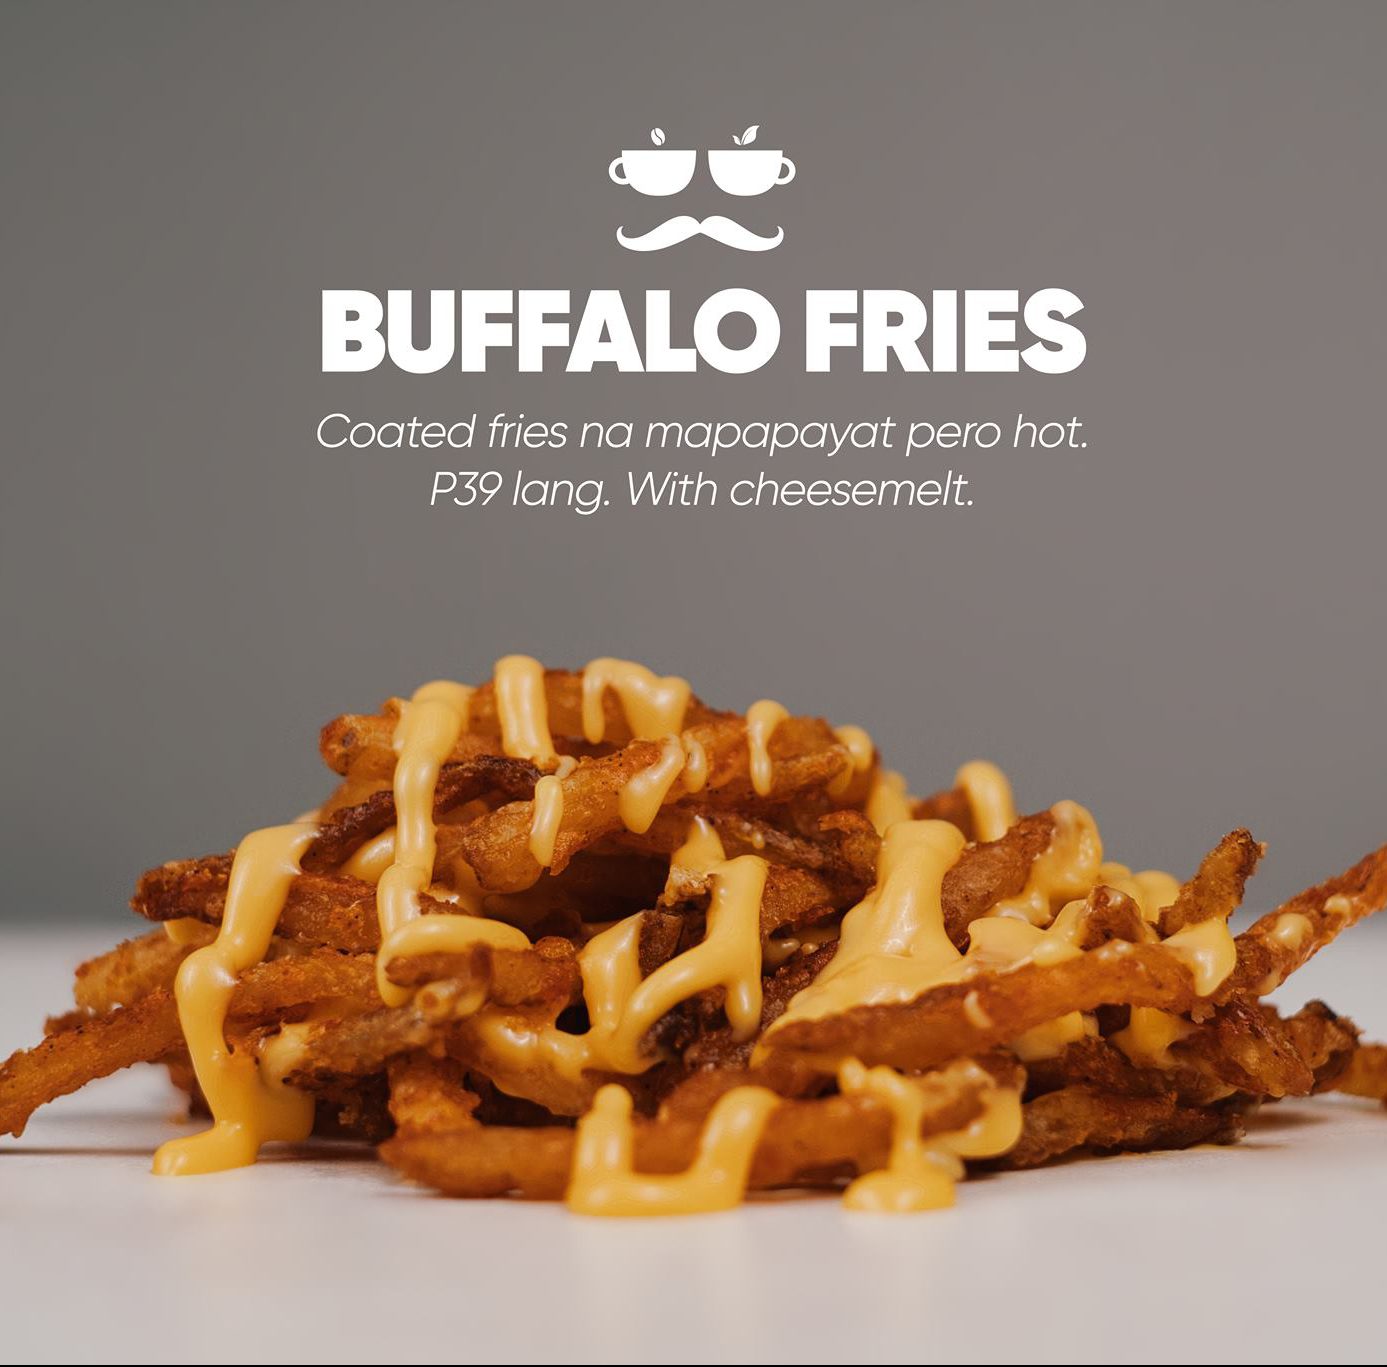 BUFFALO FRIES
Coated fries na mapapayat pero hot.
P39 lang. With cheesemelt.